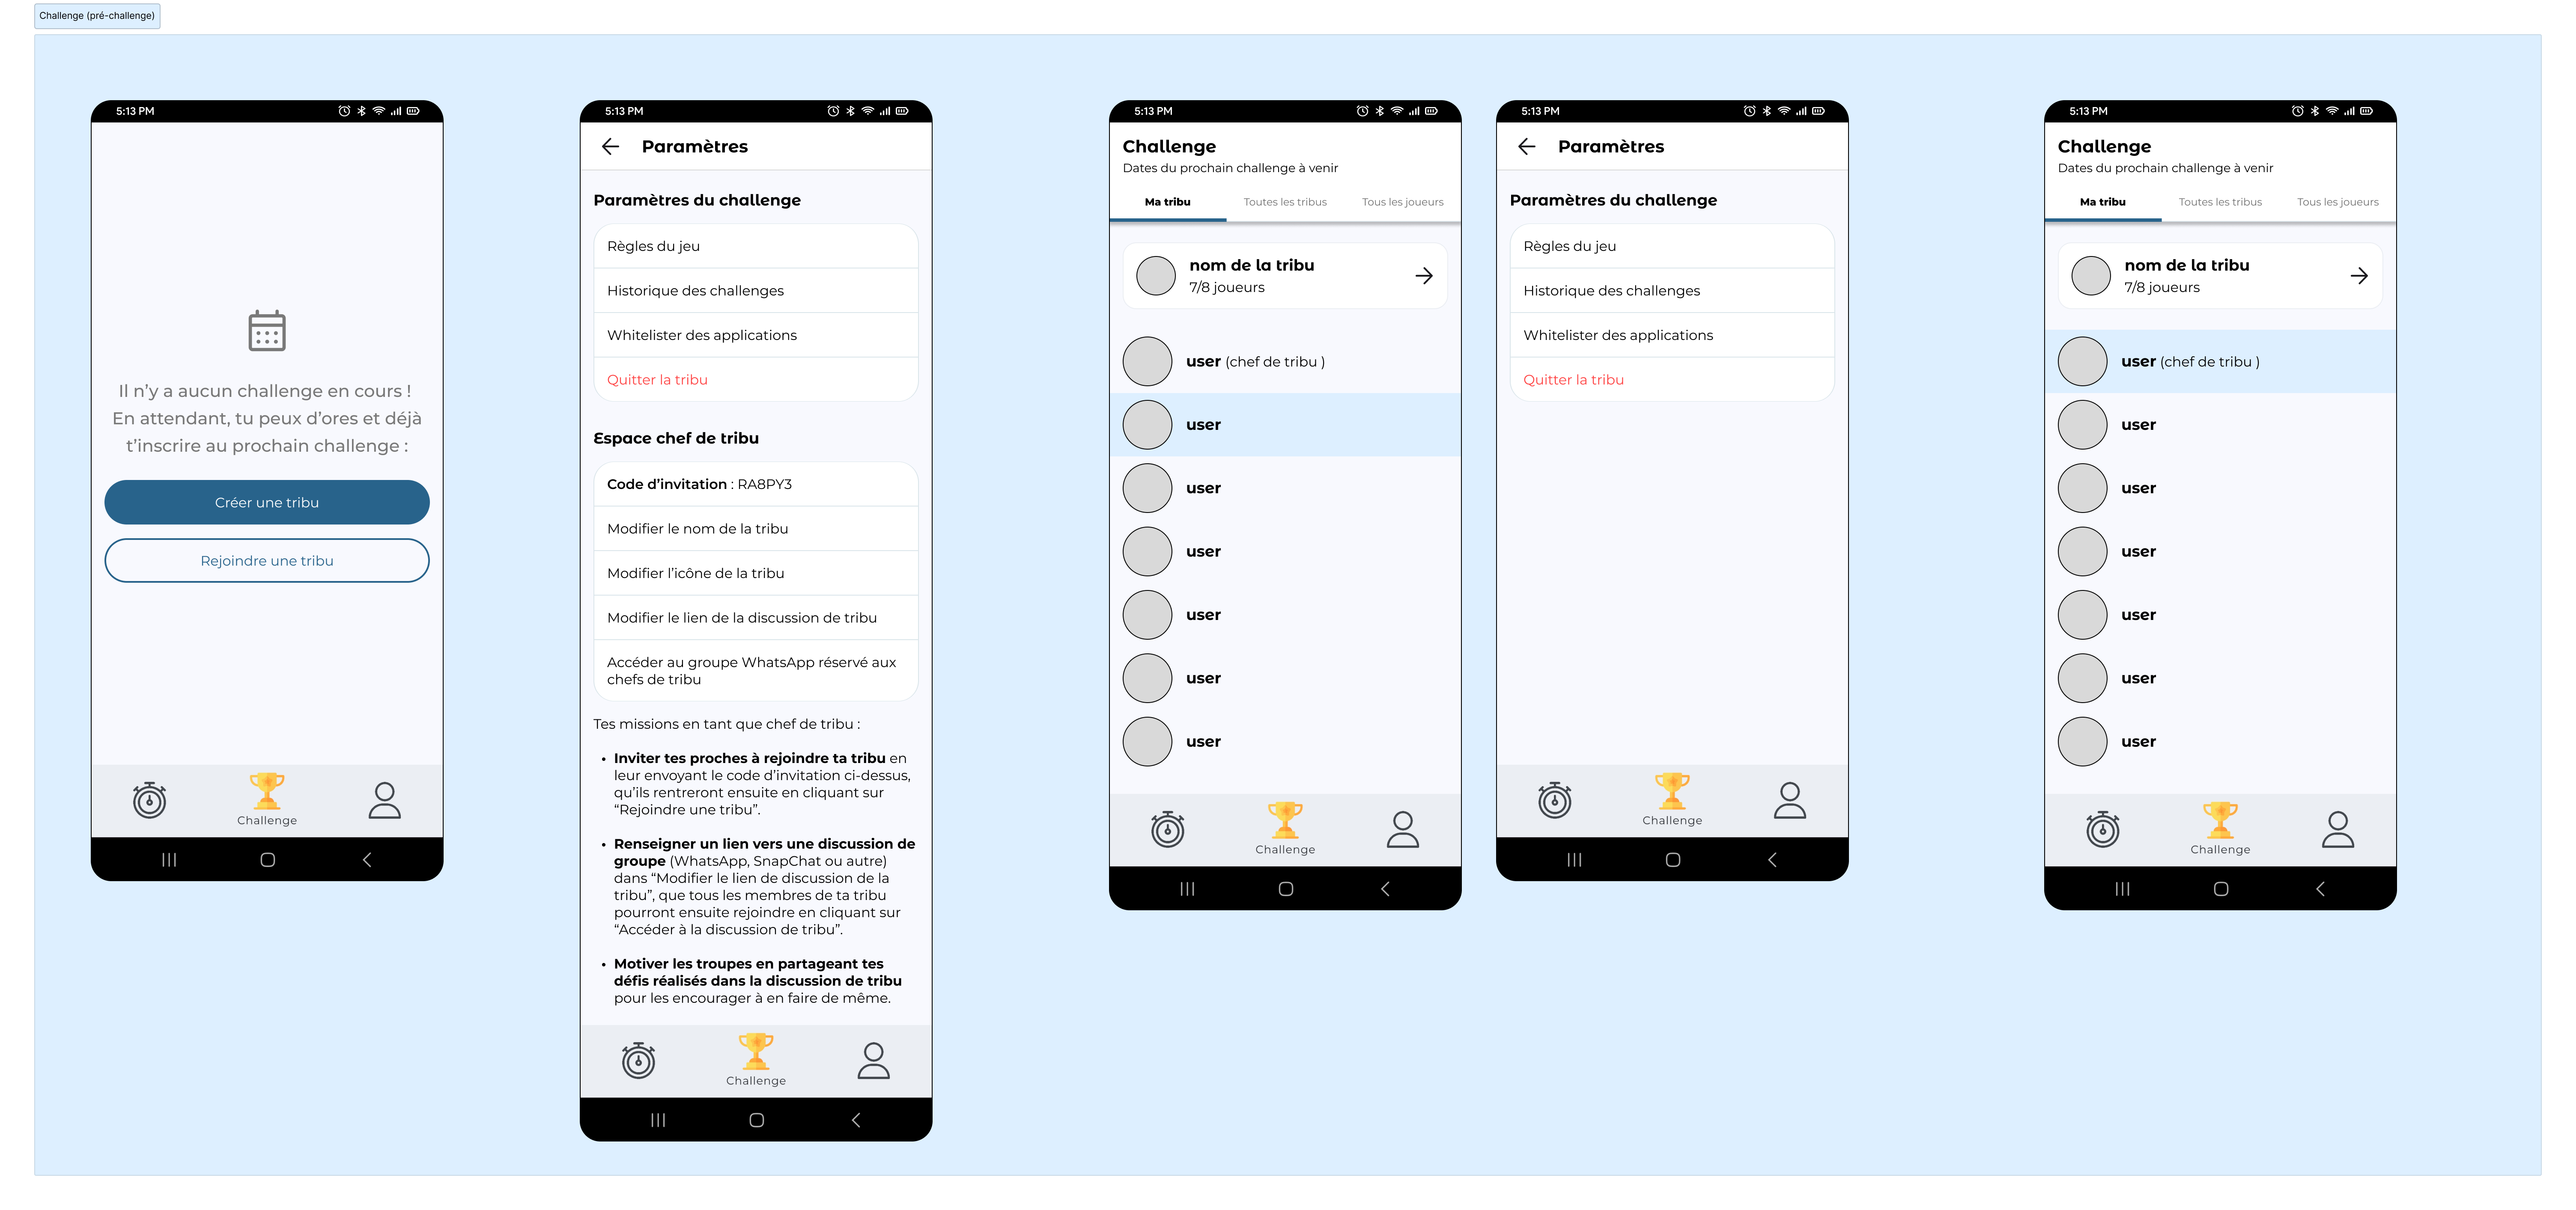 Challenge (pré-challenge)
5:13 PM
Il n’y a aucun challenge en cours !
En attendant, tu peux d’ores et déjà
t’inscrire au prochain challenge :
Créer une tribu
Rejoindre une tribu
Challenge
5:13 PM
Paramètres
Paramètres du challenge
Règles du jeu
Historique des challenges
Whitelister des applications
Quitter la tribu
Espace chef de tribu
Code d’invitation : RA8PY3
Modifier le nom de la tribu
Modifier l’icône de la tribu
Modifier le lien de la discussion de tribu
Accéder au groupe WhatsApp réservé aux
chefs de tribu
Tes missions en tant que chef de tribu :
• Inviter tes proches à rejoindre ta tribu en
leur envoyant le code d’invitation ci-dessus,
qu’ils rentreront ensuite en cliquant sur
“Rejoindre une tribu”.
• Renseigner un lien vers une discussion de
groupe (WhatsApp, SnapChat ou autre)
dans “Modifier le lien de discussion de la
tribu”, que tous les membres de ta tribu
pourront ensuite rejoindre en cliquant sur
“Accéder à la discussion de tribu”.
• Motiver les troupes en partageant tes
défis réalisés dans la discussion de tribu
pour les encourager à en faire de même.
Challenge
5:13 PM
Challenge
Dates du prochain challenge à venir
Ma tribu Toutes les tribus Tous les joueurs
nom de la tribu
7/8 joueurs
user (chef de tribu )
user
user
user
user
user
user
Challenge
5:13 PM
Paramètres
Paramètres du challenge
Règles du jeu
Historique des challenges
Whitelister des applications
Quitter la tribu
Challenge
5:13 PM
Challenge
Dates du prochain challenge à venir
Ma tribu Toutes les tribus Tous les joueurs
nom de la tribu
7/8 joueurs
user (chef de tribu )
user
user
user
user
user
user
Challenge